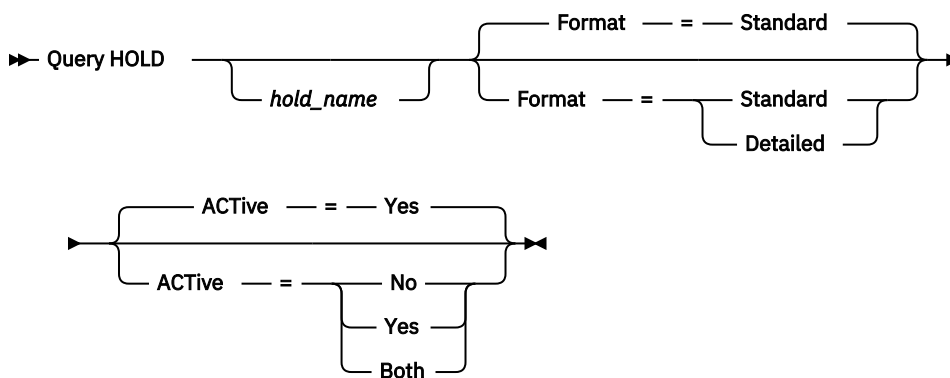 Format = Standard
Query HOLD
hold_name
Format = Standard
Detailed
ACTive = Yes
ACTive = No
Yes
Both